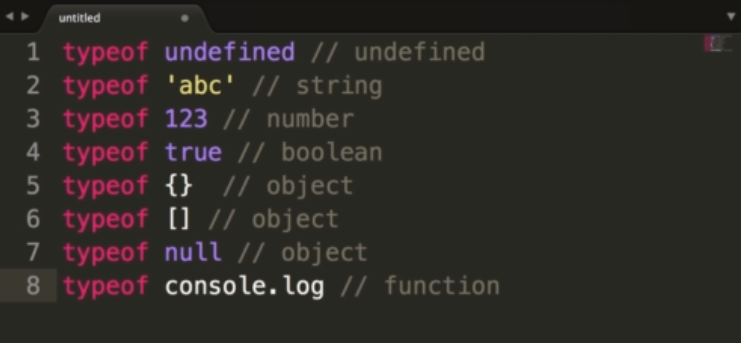 untitled
1 typeof undefined // undefined
2 typeof 'abc' // string
3 typeof 123 // number
4 typeof true // boolean
5 typeof {}  // object
6 typeof [] // object
7 typeof null // object
8 typeof console.log // function